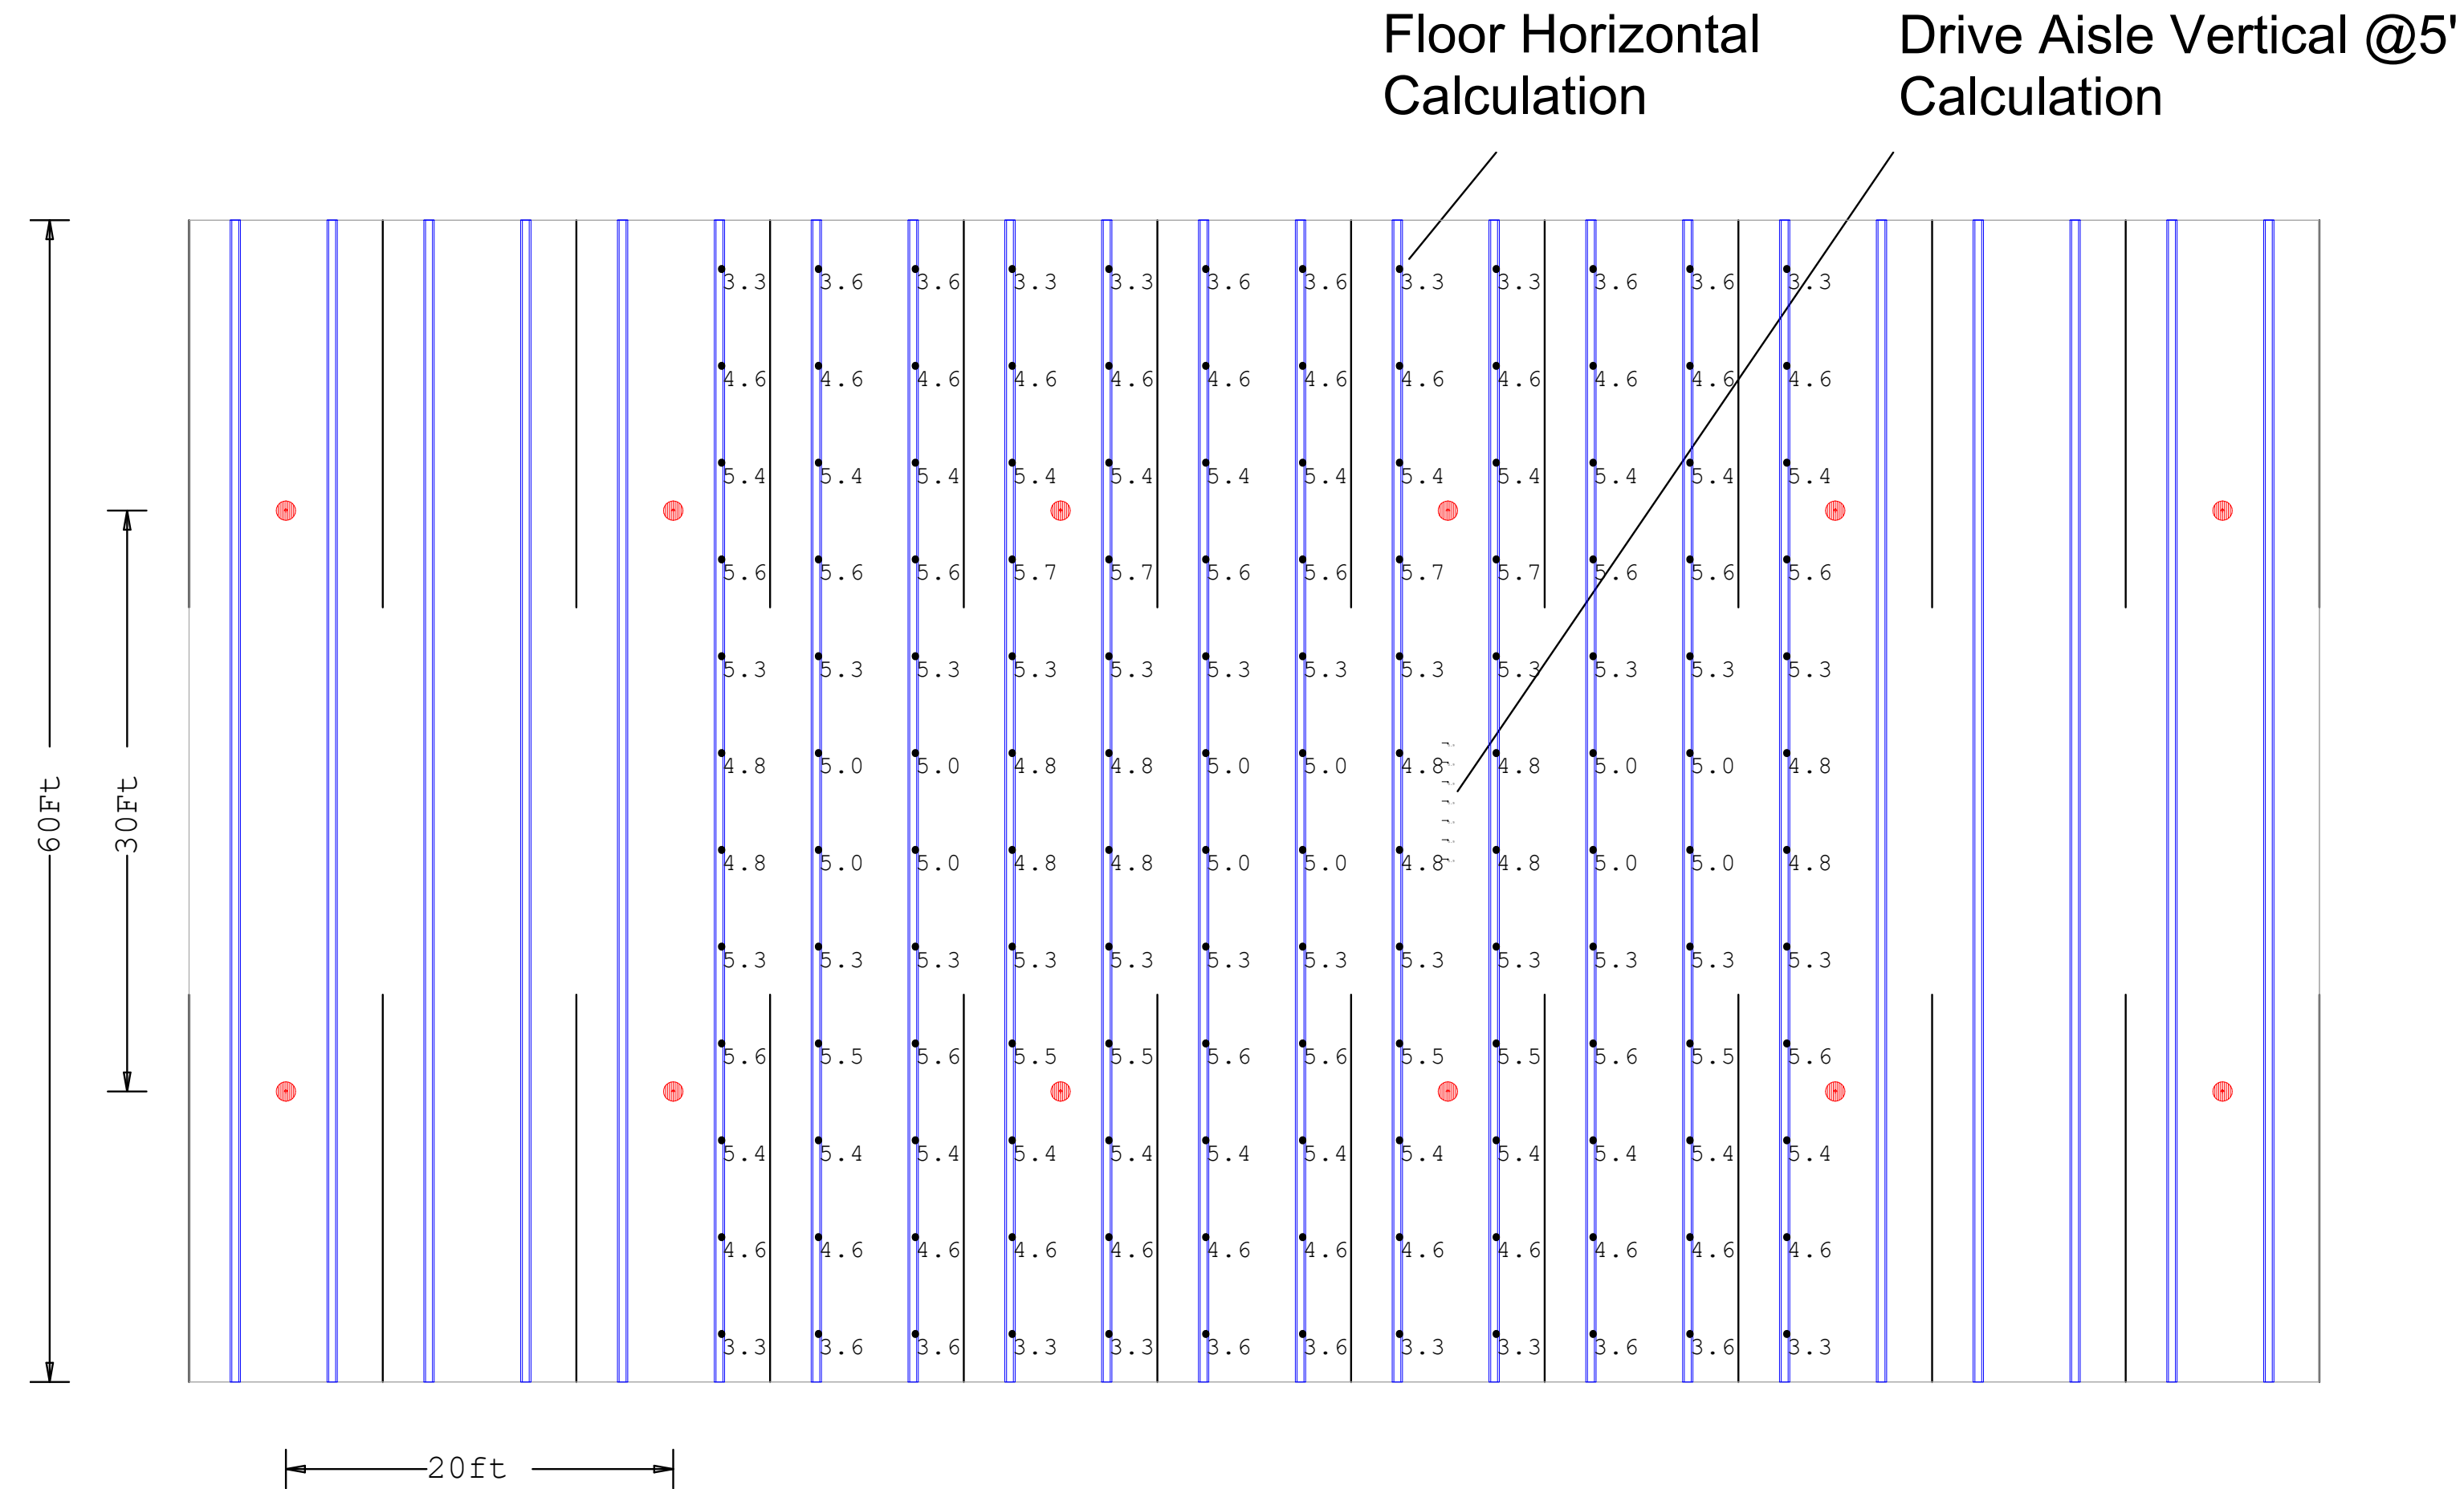 Floor Horizontal
Calculation
Drive Aisle Vertical @5'
Calculation
3.3 3.6 3.6 3.3 3.3 3.6 3.6 3.3 3.3 3.6 3.6 3.3
4.6 4.6 4.6 4.6 4.6 4.6 4.6 4.6 4.6 4.6 4.6 4.6
5.4 5.4 5.4 5.4 5.4 5.4 5.4 5.4 5.4 5.4 5.4 5.4
5.6 5.6 5.6 5.7 5.7 5.6 5.6 5.7 5.7 5.6 5.6 5.6
5.3 5.3 5.3 5.3 5.3 5.3 5.3 5.3 5.3 5.3 5.3 5.3
4.8 5.0 5.0 4.8 4.8 5.0 5.0 4.8 4.8 5.0 5.0 4.8
4.8 5.0 5.0 4.8 4.8 5.0 5.0 4.8 4.8 5.0 5.0 4.8
5.3 5.3 5.3 5.3 5.3 5.3 5.3 5.3 5.3 5.3 5.3 5.3
5.6 5.5 5.6 5.5 5.5 5.6 5.6 5.5 5.5 5.6 5.5 5.6
5.4 5.4 5.4 5.4 5.4 5.4 5.4 5.4 5.4 5.4 5.4 5.4
4.6 4.6 4.6 4.6 4.6 4.6 4.6 4.6 4.6 4.6 4.6 4.6
3.3 3.6 3.6 3.3 3.3 3.6 3.6 3.3 3.3 3.6 3.6 3.3
60Ft
30Ft
20ft